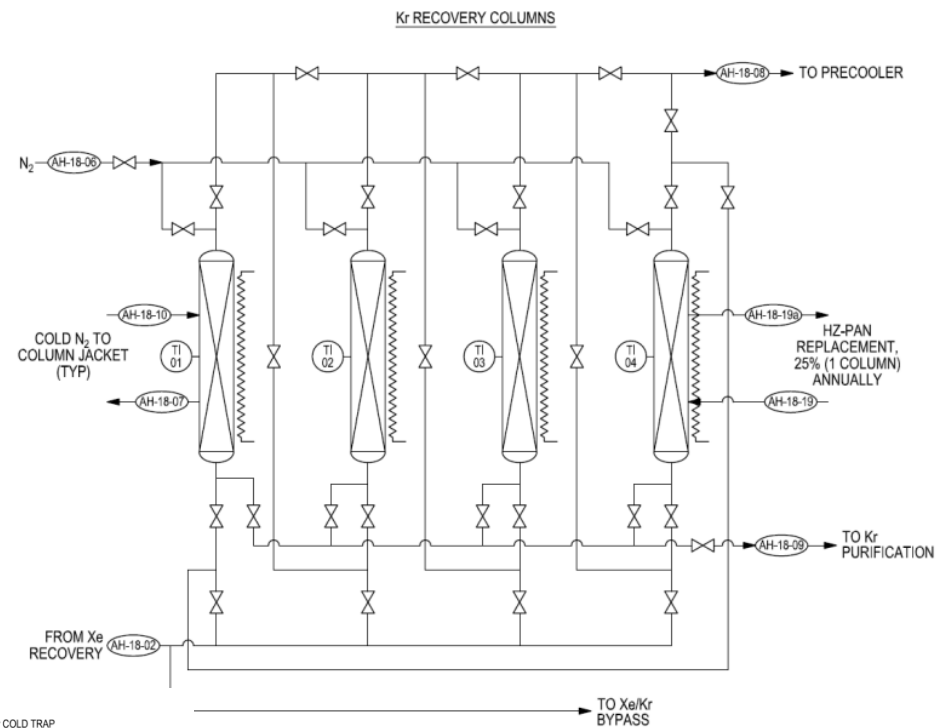 Kr RECOVERY COLUMNS
AH-18-08
TO PRECOOLER
N2
AH-18-06
AH-18-10
COLD N2 TO
COLUMN JACKET
(TYP)
AH-18-07
TI
01
TI
02
TI
03
TI
04
AH-18-19a
HZ-PAN
REPLACEMENT,
25% (1 COLUMN)
ANNUALLY
AH-18-19
AH-18-09
TO Kr
PURIFICATION
FROM Xe
RECOVERY
AH-18-02
TO Xe/Kr
BYPASS
COLD TRAP